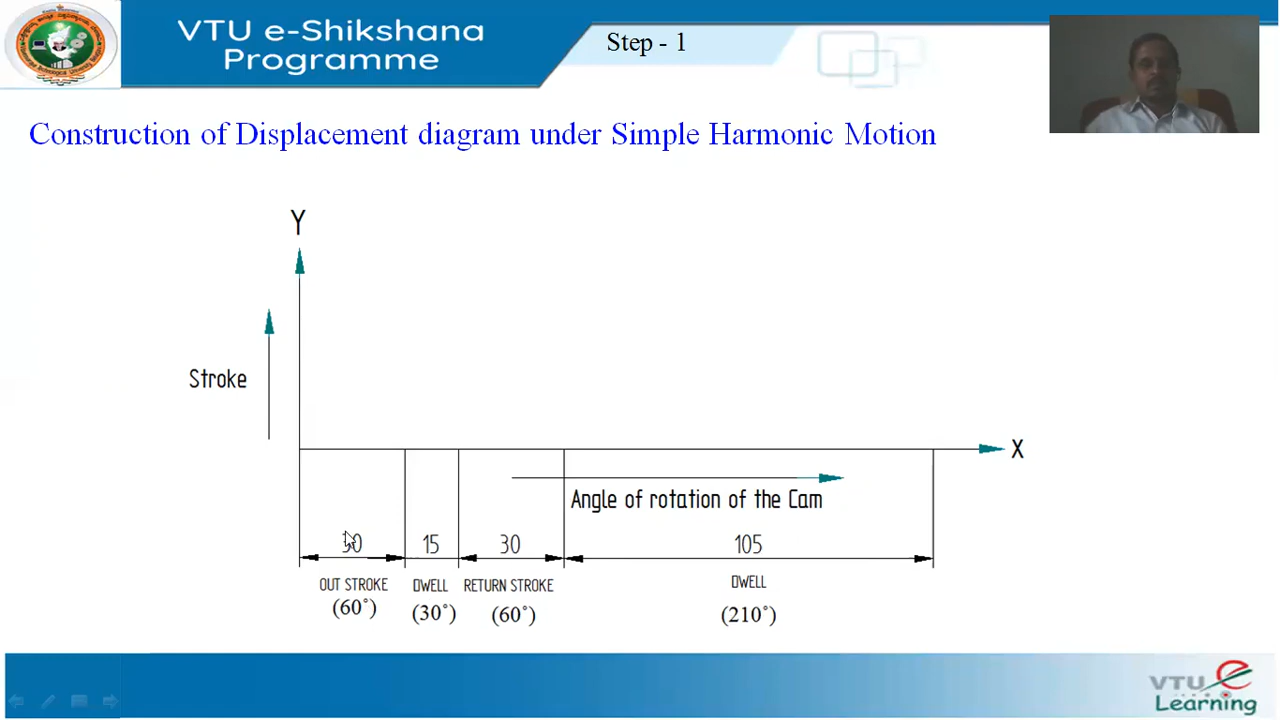 VTU e-Shikshana
Programme
Step - 1
Construction of Displacement diagram under Simple Harmonic Motion
Y
Stroke
X
Angle of rotation of the Cam
30 15 30 105
OUT STROKE DWELL RETURN STROKE DWELL
(60°) (30°) (60°) (210°)
VTU e
Learning